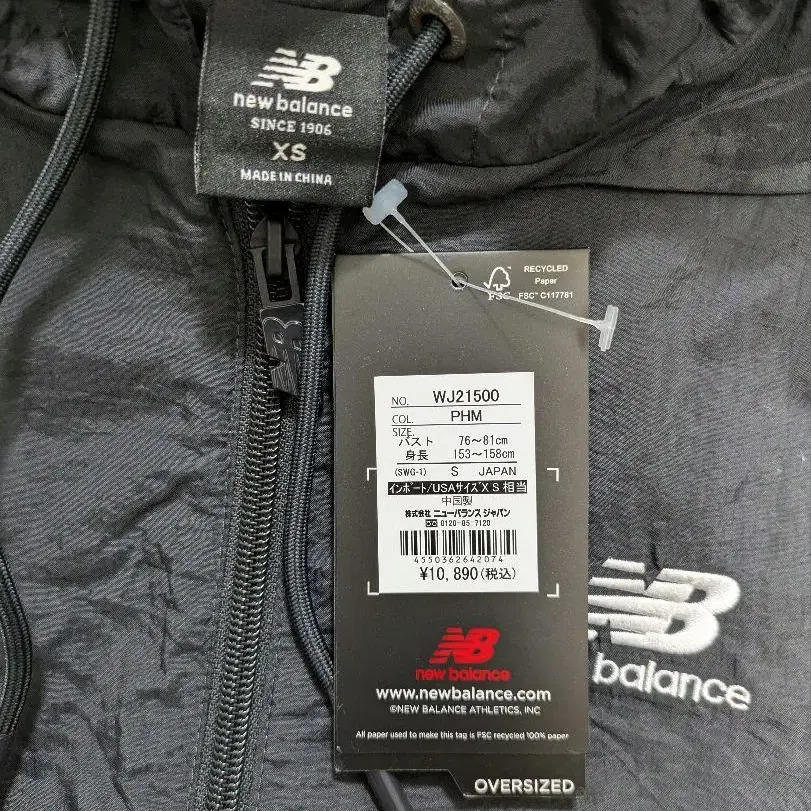 NB
new balance
SINCE 1906
XS
MADE IN CHINA
RECYCLED
Paper
FSC™ C117781
FSC
NO. WJ21500
COL. PHM
SIZE.
バスト 76～81cm
身長 153～158cm
(SWG-1) S JAPAN
インポート/USAサイズXS相当
中国製
株式会社 ニューバランス ジャパン
0120-85-7120
4550362642074
¥10,890(税込)
NB
new balance
www.newbalance.com
©NEW BALANCE ATHLETICS, INC
All paper used to make this tag is FSC recycled 100% paper
OVERSIZED
balance